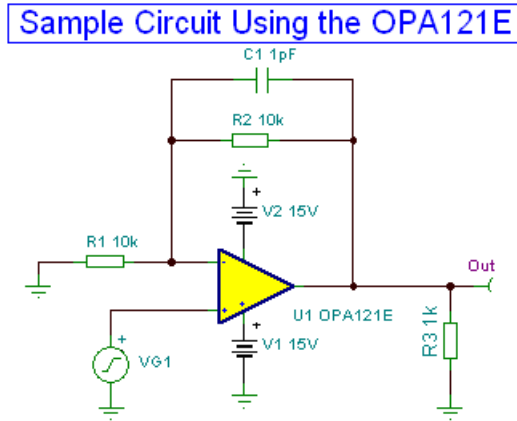 Sample Circuit Using the OPA121E
C1 1pF
R2 10k
+
V2 15V
R1 10k
-
+
+
U1 OPA121E
Out
+
V1 15V
R3 1k
+
VG1